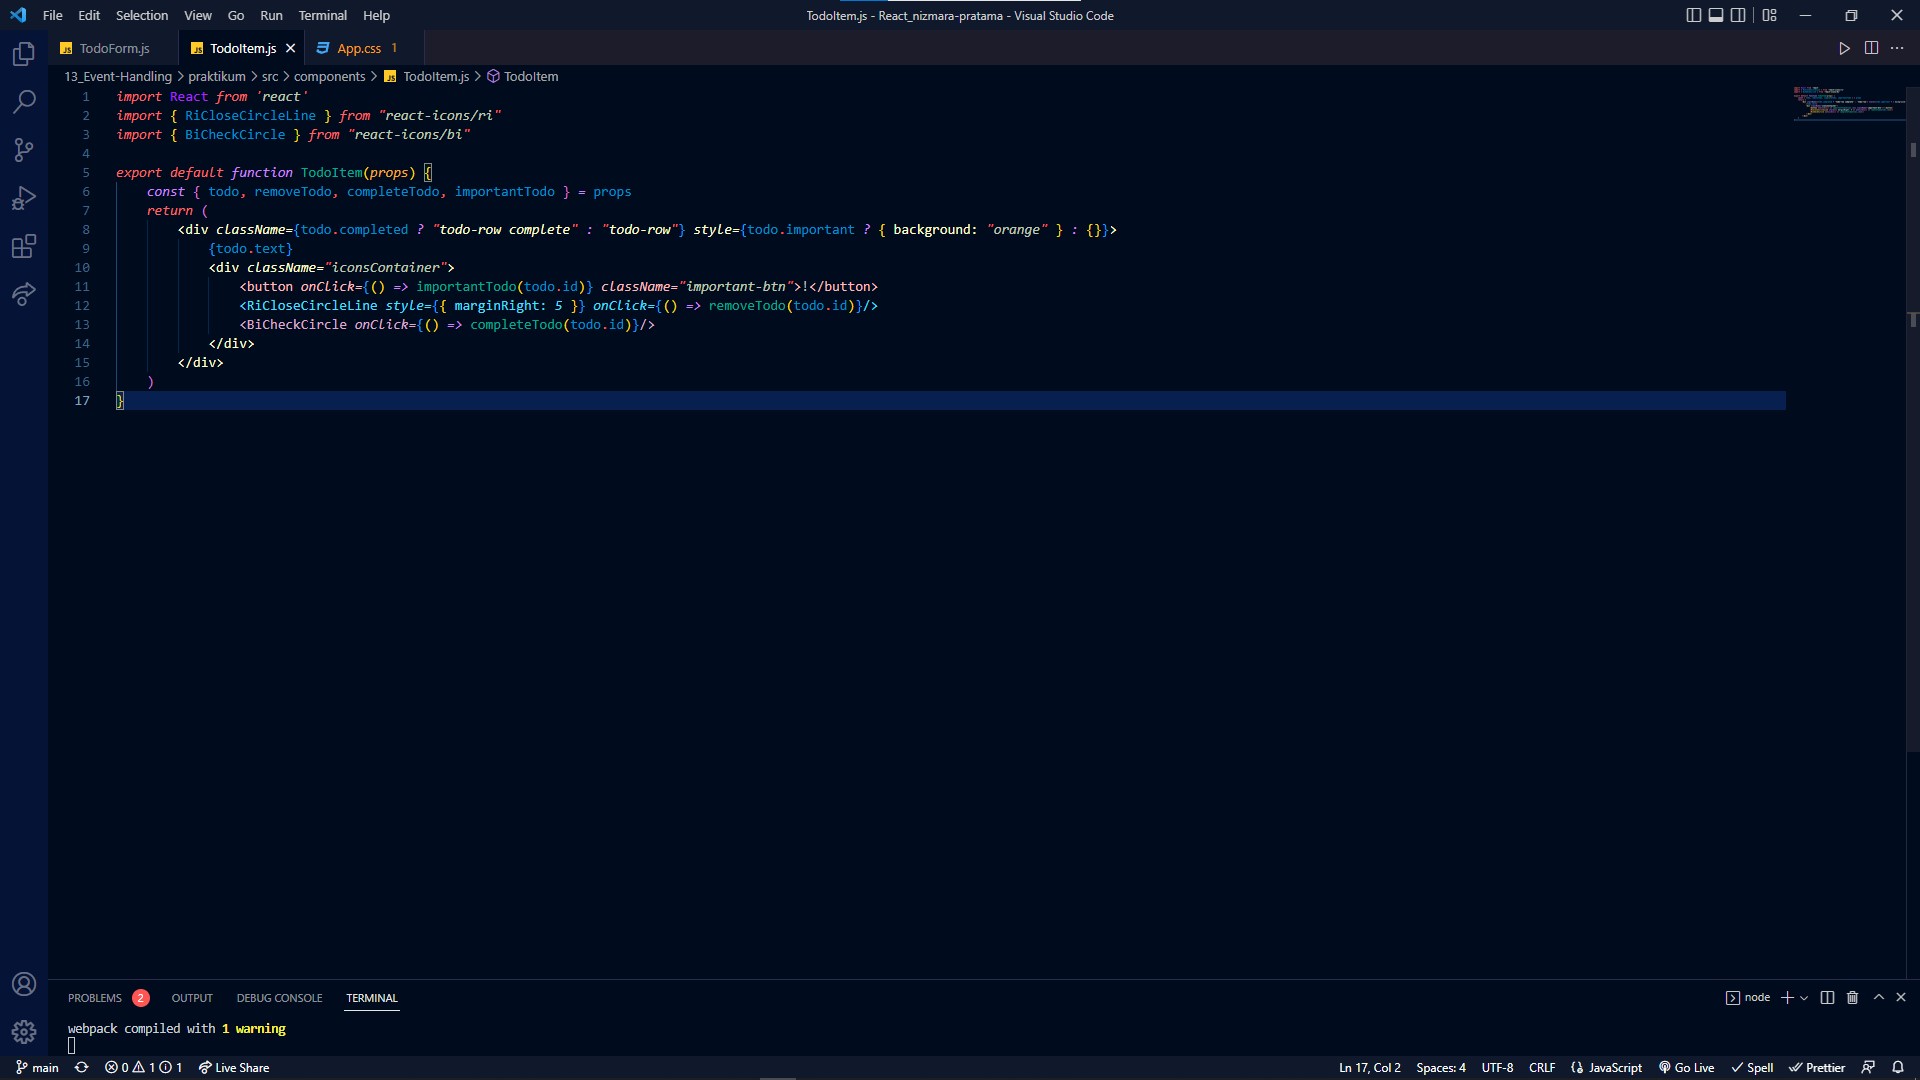 File Edit Selection View Go Run Terminal Help
TodoItem.js - React_nizmara-pratama - Visual Studio Code
JS TodoForm.js
JS TodoItem.js
App.css 1
13_Event-Handling > praktikum > src > components > JS TodoItem.js > TodoItem
1 import React from 'react'
2 import { RiCloseCircleLine } from "react-icons/ri"
3 import { BiCheckCircle } from "react-icons/bi"
4
5 export default function TodoItem(props) {
6 const { todo, removeTodo, completeTodo, importantTodo } = props
7 return (
8 <div className={todo.completed ? "todo-row complete" : "todo-row"} style={todo.important ? { background: "orange" } : {}}>
9 {todo.text}
10 <div className="iconsContainer">
11 <button onClick={() => importantTodo(todo.id)} className="important-btn">!</button>
12 <RiCloseCircleLine style={{ marginRight: 5 }} onClick={() => removeTodo(todo.id)}/>
13 <BiCheckCircle onClick={() => completeTodo(todo.id)}/>
14 </div>
15 </div>
16 )
17 }
PROBLEMS 2 OUTPUT DEBUG CONSOLE TERMINAL
node
webpack compiled with 1 warning
main 0 1 1 Live Share
Ln 17, Col 2 Spaces: 4 UTF-8 CRLF JavaScript Go Live Spell Prettier